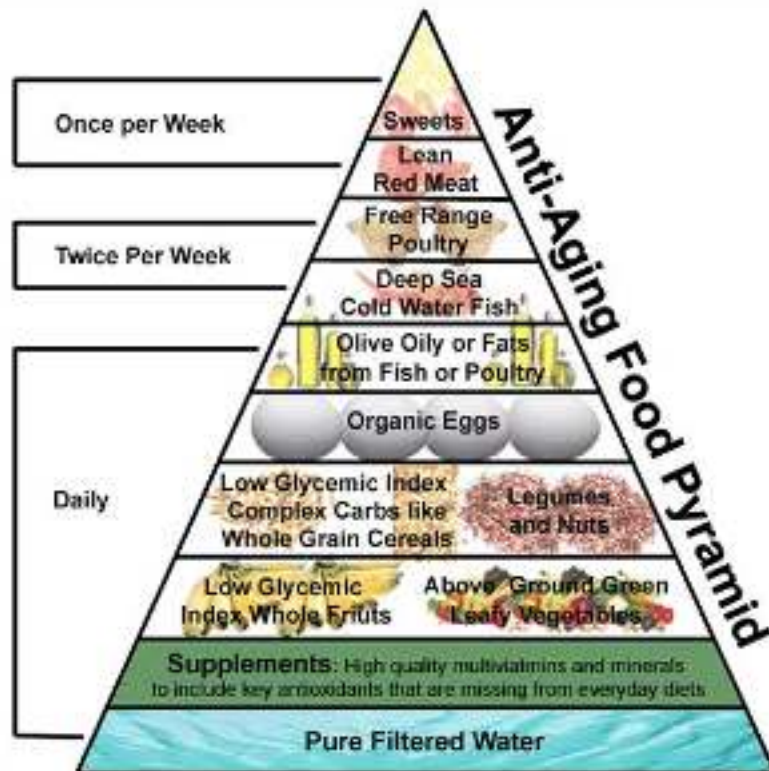 Anti-Aging Food Pyramid
Once per Week
Sweets
Lean
Red Meat
Twice Per Week
Free Range
Poultry
Deep Sea
Cold Water Fish
Daily
Olive Oily or Fats
from Fish or Poultry
Organic Eggs
Low Glycemic Index
Complex Carbs like
Whole Grain Cereals
Legumes
and Nuts
Low Glycemic
Index Whole Friuts
Above Ground Green
Leafy Vegetables
Supplements: High quality multivialmins and minerals
to include key antioxidants that are missing from everyday diets
Pure Filtered Water